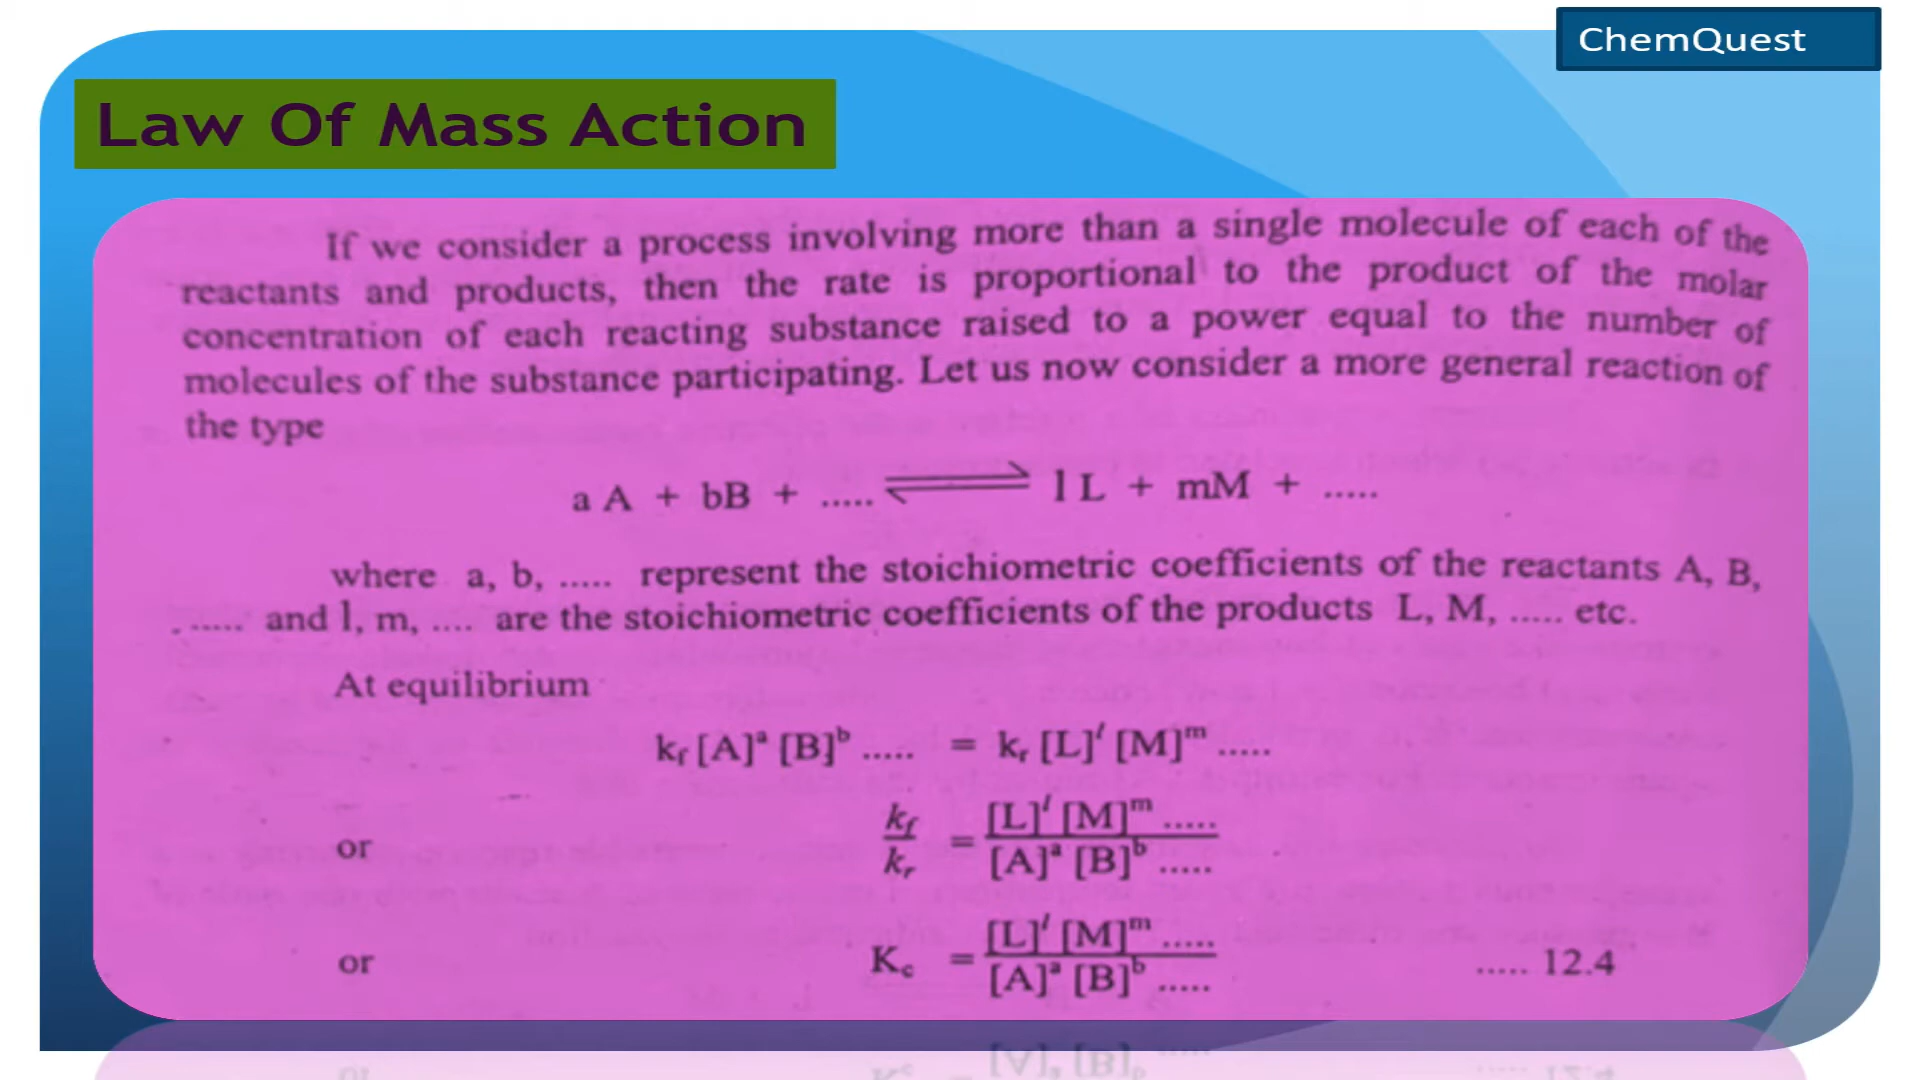 ChemQuest
Law Of Mass Action
If we consider a process involving more than a single molecule of each of the
reactants and products, then the rate is proportional to the product of the molar
concentration of each reacting substance raised to a power equal to the number of
molecules of the substance participating. Let us now consider a more general reaction of
the type
a A + bB + ..... ⇌ l L + mM + .....
where a, b, ..... represent the stoichiometric coefficients of the reactants A, B,
..... and l, m, .... are the stoichiometric coefficients of the products L, M, ..... etc.
At equilibrium
k_f [A]^a [B]^b ..... = k_r [L]^l [M]^m .....
or k_f / k_r = [L]^l [M]^m ..... / [A]^a [B]^b .....
or K_c = [L]^l [M]^m ..... / [A]^a [B]^b ..... ..... 12.4